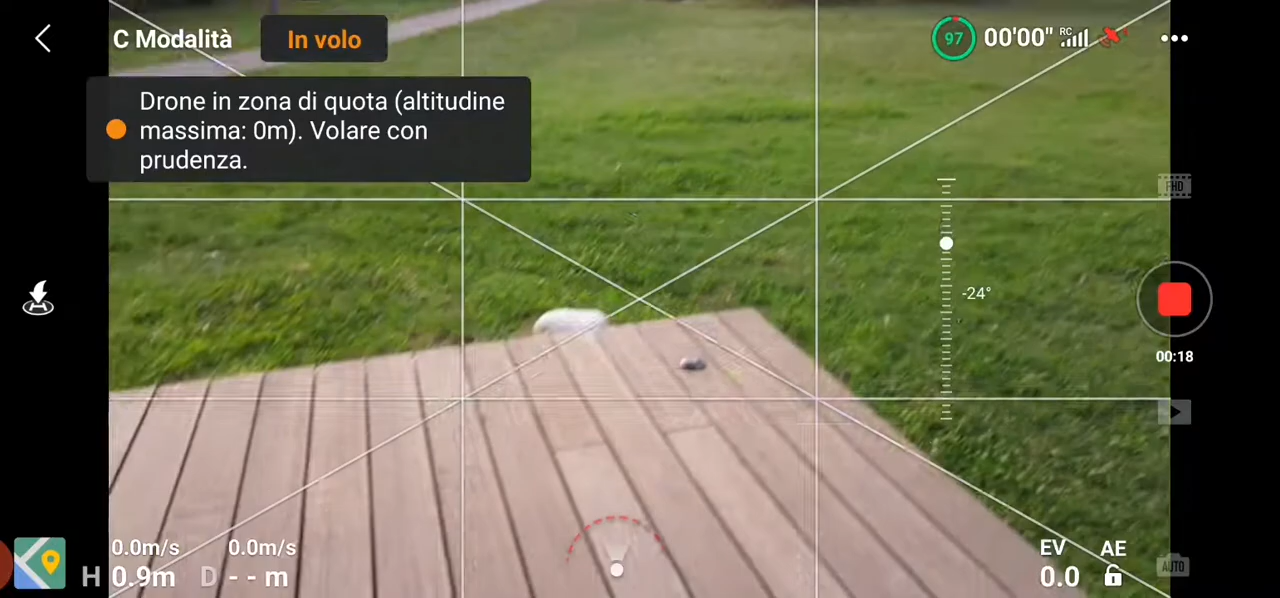 C Modalità
In volo
97
00'00"
RC
Drone in zona di quota (altitudine
massima: 0m). Volare con
prudenza.
FHD
-24°
00:18
0.0m/s
0.0m/s
H 0.9m
D - - m
EV
0.0
AE
AUTO